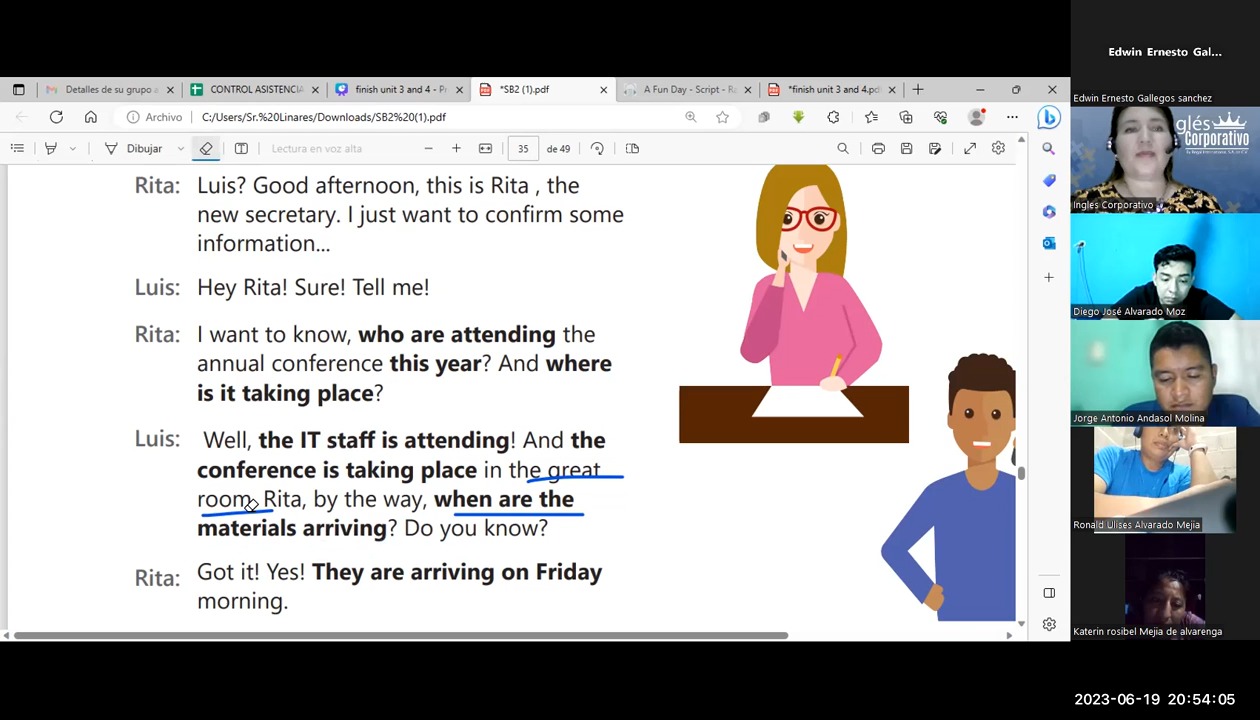 Edwin Ernesto Gal...
Edwin Ernesto Gallegos sanchez
Detalles de su grupo a
CONTROL ASISTENCIA
finish unit 3 and 4 - Pr
*SB2 (1).pdf
A Fun Day - Script - Ra
*finish unit 3 and 4.pdf
Archivo
C:/Users/Sr.%20Linares/Downloads/SB2%20(1).pdf
Dibujar
Lectura en voz alta
35
de 49
Rita: Luis? Good afternoon, this is Rita , the
new secretary. I just want to confirm some
information...
Luis: Hey Rita! Sure! Tell me!
Rita: I want to know, who are attending the
annual conference this year? And where
is it taking place?
Luis: Well, the IT staff is attending! And the
conference is taking place in the great
room. Rita, by the way, when are the
materials arriving? Do you know?
Rita: Got it! Yes! They are arriving on Friday
morning.
glés
Corporativo
Inglés Corporativo
Diego José Alvarado Moz
Jorge Antonio Andasol Molina
Ronald Ulises Alvarado Mejia
Katerin rosibel Mejia de alvarenga
2023-06-19 20:54:05